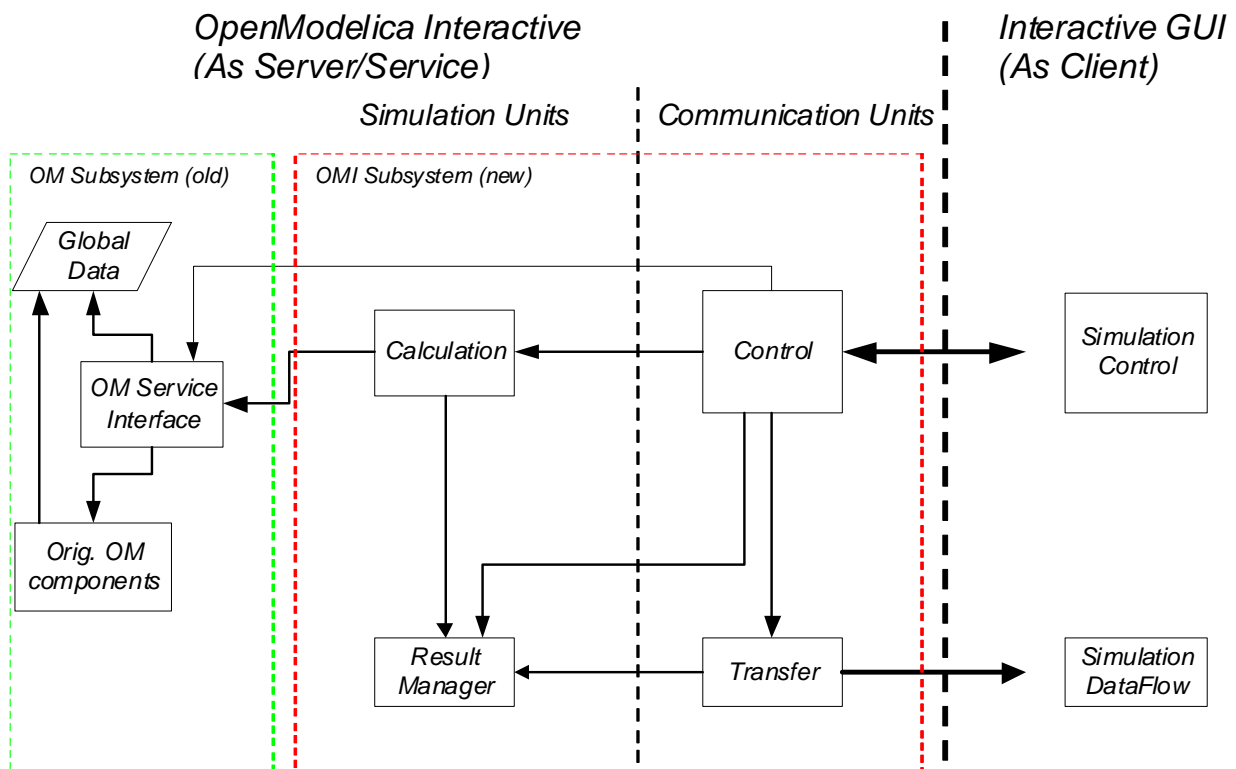 OpenModelica Interactive
(As Server/Service)
Interactive GUI
(As Client)
Simulation Units
Communication Units
OM Subsystem (old)
OMI Subsystem (new)
Global
Data
Calculation
Control
Simulation
Control
OM Service
Interface
Orig. OM
components
Result
Manager
Transfer
Simulation
DataFlow